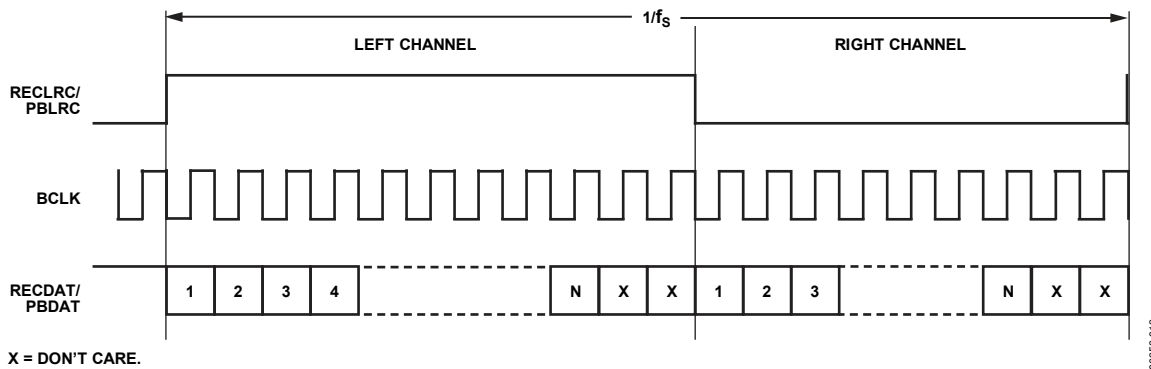 1/fS
LEFT CHANNEL RIGHT CHANNEL
RECLRC/
PBLRC
BCLK
RECDAT/
PBDAT
1 2 3 4 N X X 1 2 3 N X X
X = DON'T CARE.